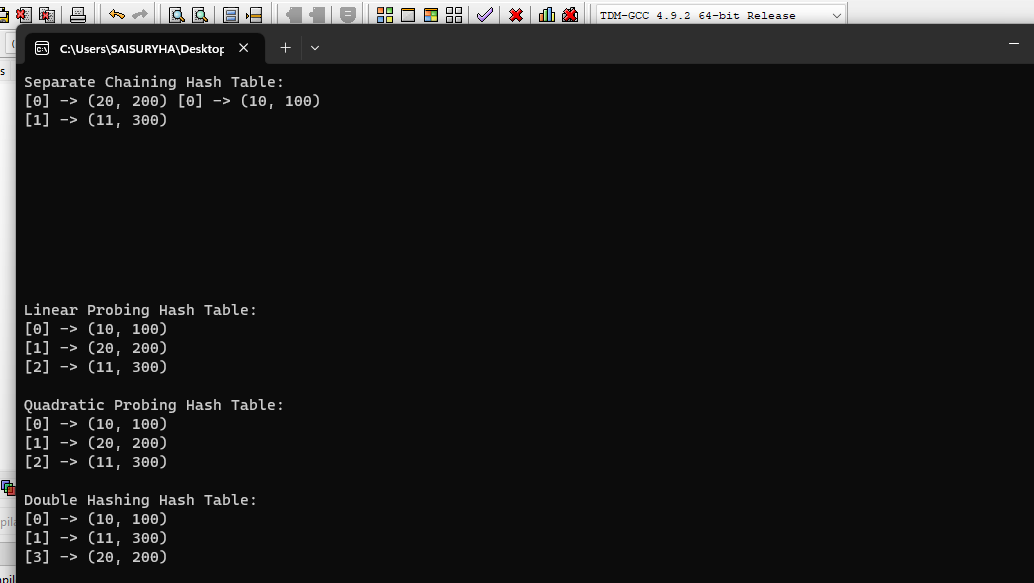 TDM-GCC 4.9.2 64-bit Release
C:\Users\SAISURYHA\Desktop
s
Separate Chaining Hash Table:
[0] -> (20, 200) [0] -> (10, 100)
[1] -> (11, 300)
Linear Probing Hash Table:
[0] -> (10, 100)
[1] -> (20, 200)
[2] -> (11, 300)
Quadratic Probing Hash Table:
[0] -> (10, 100)
[1] -> (20, 200)
[2] -> (11, 300)
Double Hashing Hash Table:
[0] -> (10, 100)
[1] -> (11, 300)
[3] -> (20, 200)